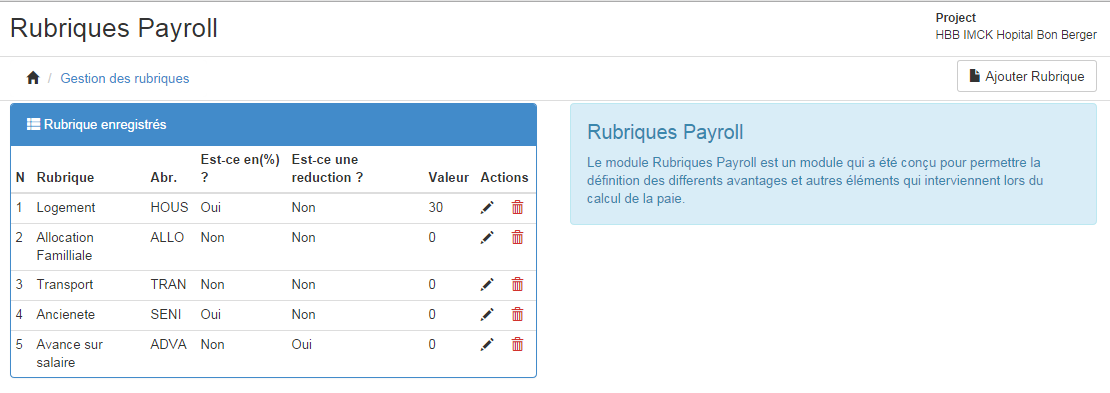 Rubriques Payroll
Project
HBB IMCK Hopital Bon Berger
/ Gestion des rubriques
Ajouter Rubrique
Rubrique enregistrés
N Rubrique Abr. Est-ce en(%) ? Est-ce une reduction ? Valeur Actions
1 Logement HOUS Oui Non 30
2 Allocation Familliale ALLO Non Non 0
3 Transport TRAN Non Non 0
4 Ancienete SENI Oui Non 0
5 Avance sur salaire ADVA Non Oui 0
Rubriques Payroll
Le module Rubriques Payroll est un module qui a été conçu pour permettre la
définition des differents avantages et autres éléments qui interviennent lors du
calcul de la paie.